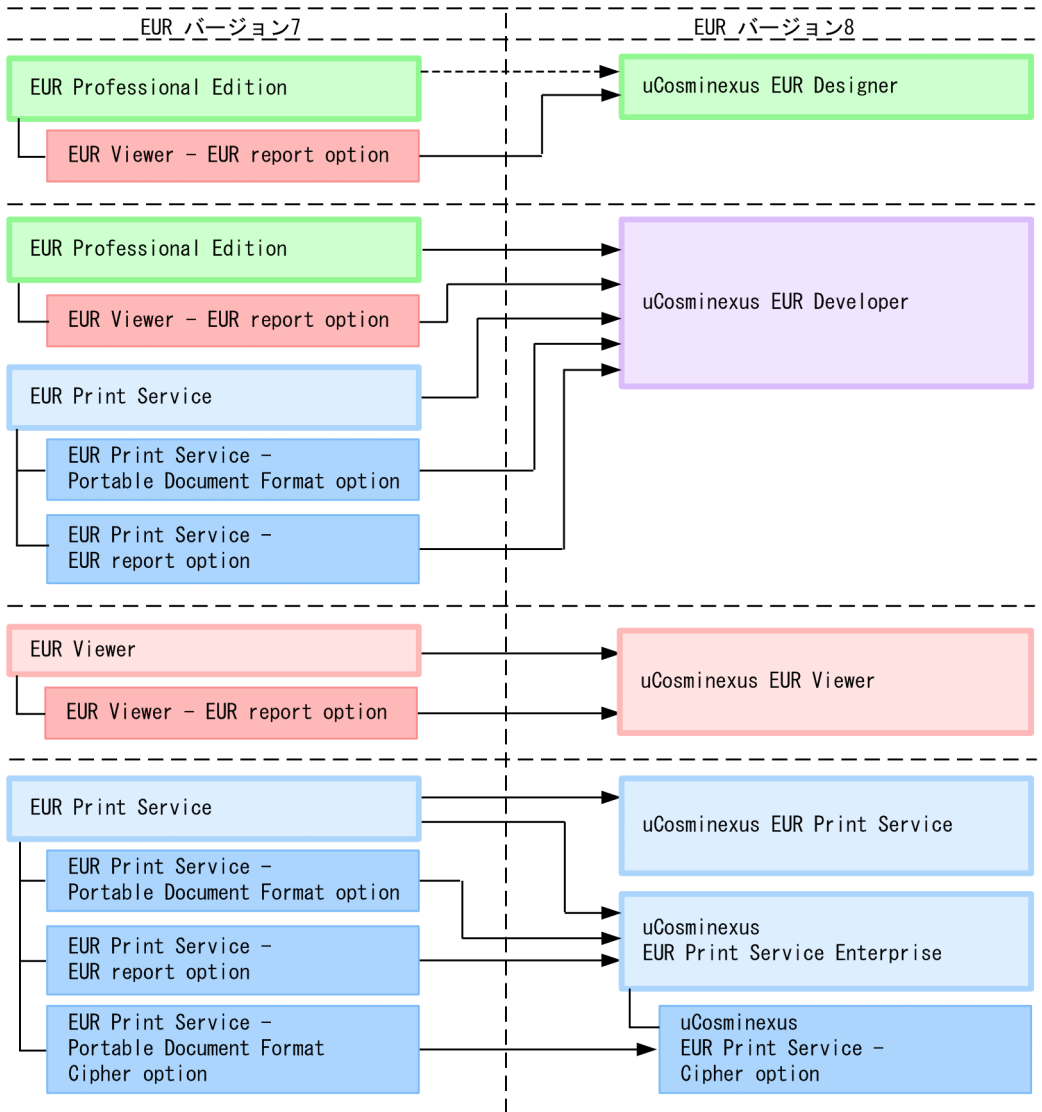 EUR バージョン7
EUR バージョン8
EUR Professional Edition
uCosminexus EUR Designer
EUR Viewer − EUR report option
EUR Professional Edition
EUR Viewer − EUR report option
uCosminexus EUR Developer
EUR Print Service
EUR Print Service −
Portable Document Format option
EUR Print Service −
EUR report option
EUR Viewer
uCosminexus EUR Viewer
EUR Viewer − EUR report option
EUR Print Service
uCosminexus EUR Print Service
EUR Print Service −
Portable Document Format option
uCosminexus
EUR Print Service Enterprise
EUR Print Service −
EUR report option
EUR Print Service −
Portable Document Format
Cipher option
uCosminexus
EUR Print Service −
Cipher option